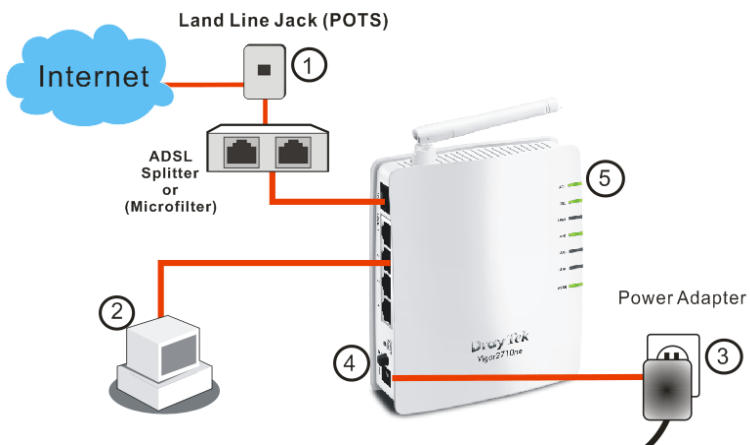 Land Line Jack (POTS)
Internet
1
ADSL
Splitter
or
(Microfilter)
5
2
Power Adapter
DrayTek
Vigor2710ne
4
3